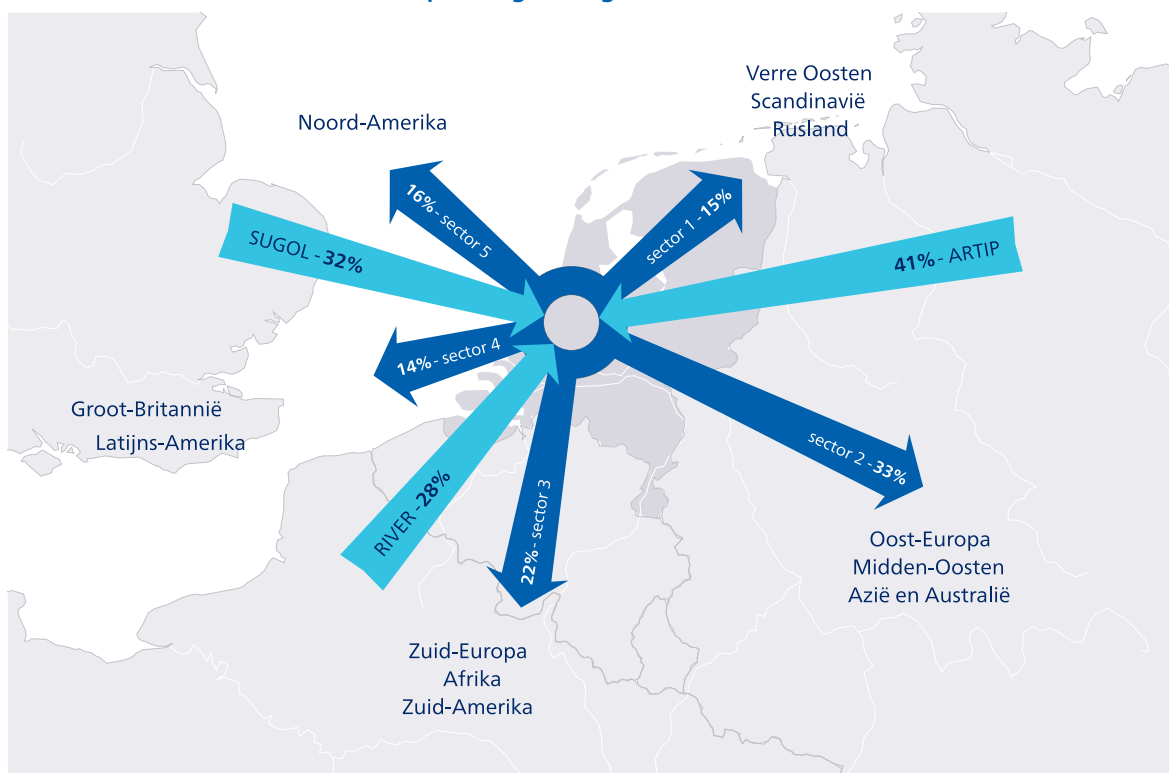 Verre Oosten
Scandinavië
Rusland
Noord-Amerika
16% - sector 5
sector 1 - 15%
SUGOL - 32%
41% - ARTIP
14% - sector 4
Groot-Britannië
Latijns-Amerika
sector 2 - 33%
RIVER - 28%
22% - sector 3
Oost-Europa
Midden-Oosten
Azië en Australië
Zuid-Europa
Afrika
Zuid-Amerika